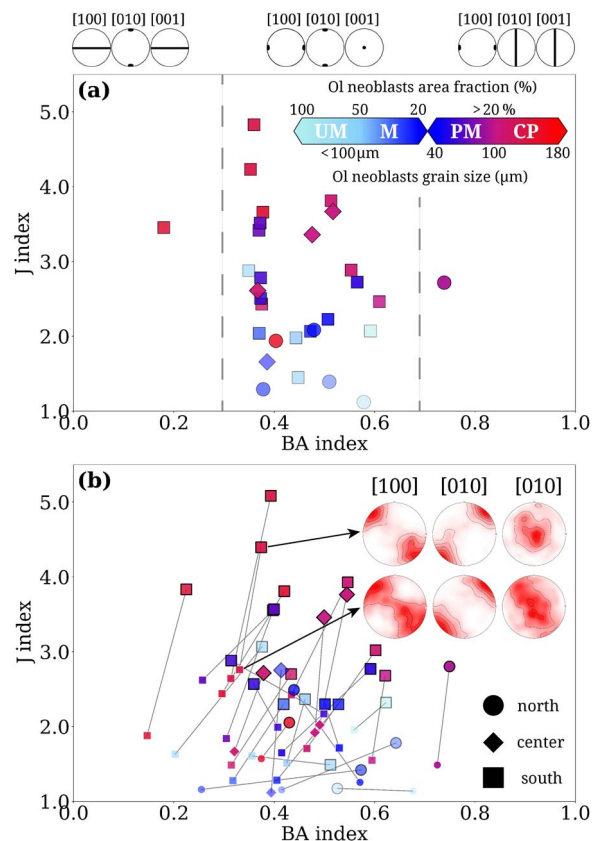 [100] [010] [001] [100] [010] [001] [100] [010] [001]
(a)
Ol neoblasts area fraction (%)
100 50 20 >20 %
UM M PM CP
<100μm 40 100 180
Ol neoblasts grain size (μm)
5.0
4.0
3.0
2.0
1.0
J index
0.0 0.2 0.4 0.6 0.8 1.0
BA index
(b)
[100] [010] [010]
5.0
4.0
3.0
2.0
1.0
J index
north
center
south
0.0 0.2 0.4 0.6 0.8 1.0
BA index